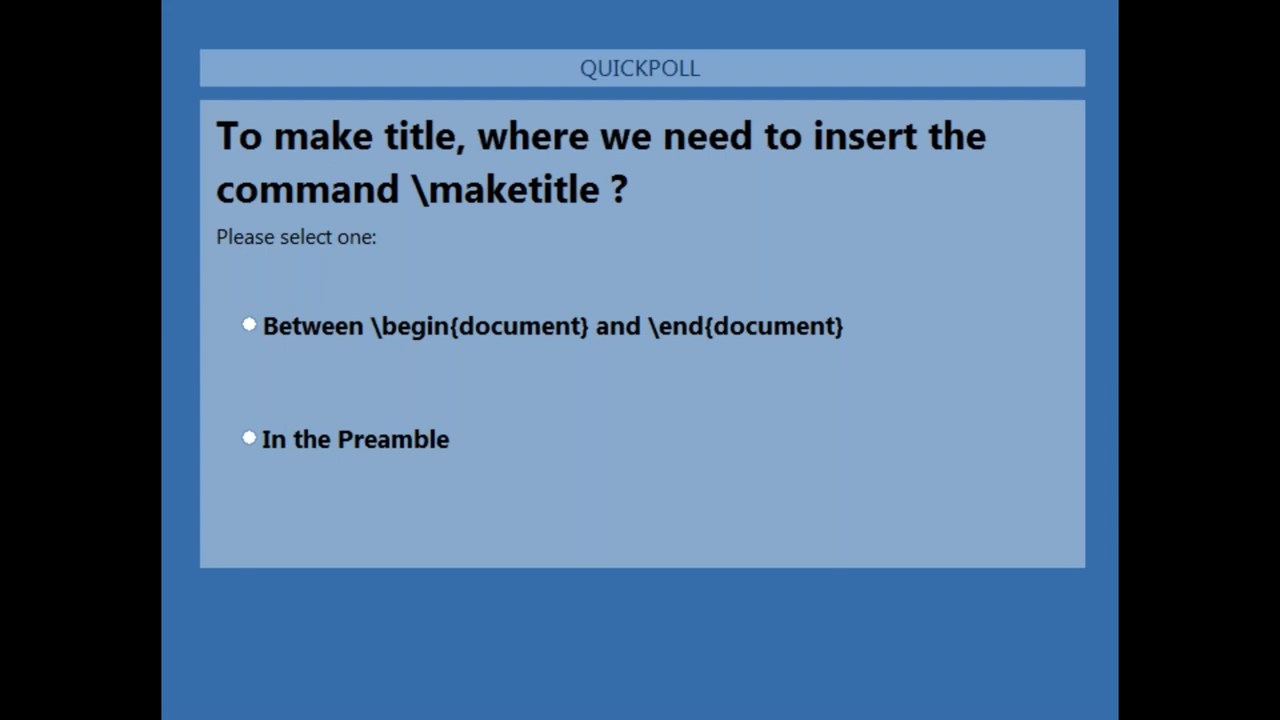 QUICKPOLL
To make title, where we need to insert the
command \maketitle ?
Please select one:
Between \begin{document} and \end{document}
In the Preamble